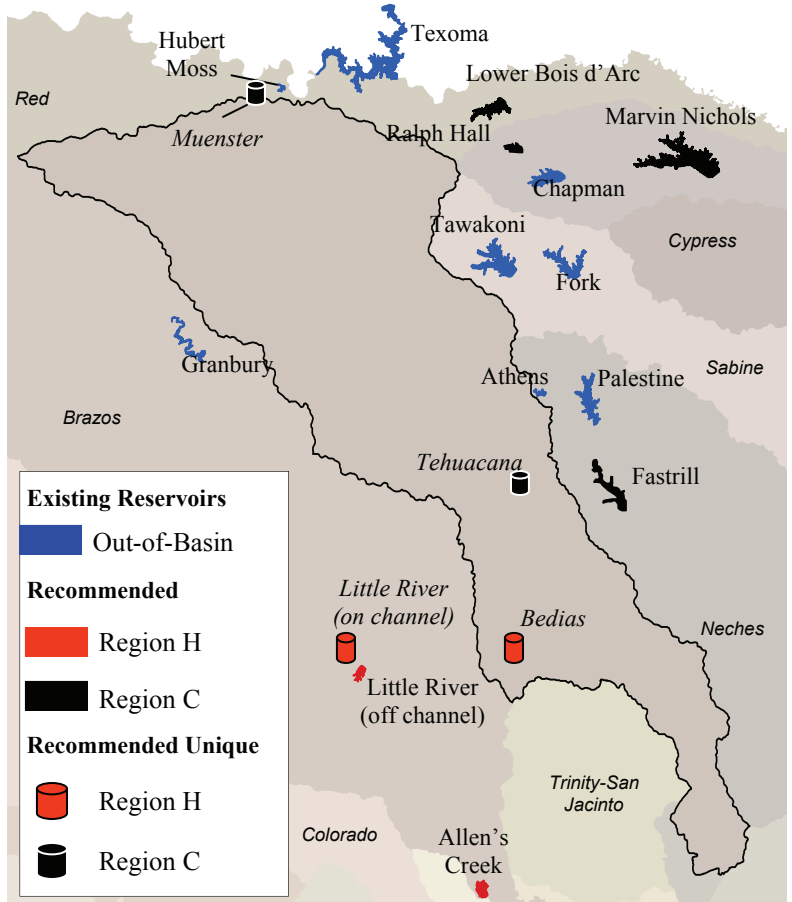 Texoma
Hubert
Moss
Lower Bois d'Arc
Red
Marvin Nichols
Muenster
Ralph Hall
Chapman
Tawakoni
Cypress
Fork
Granbury
Sabine
Athens
Palestine
Brazos
Tehuacana
Fastrill
Existing Reservoirs
Out-of-Basin
Recommended
Region H
Region C
Recommended Unique
Region H
Region C
Little River
(on channel)
Bedias
Neches
Little River
(off channel)
Trinity-San
Jacinto
Colorado
Allen's
Creek